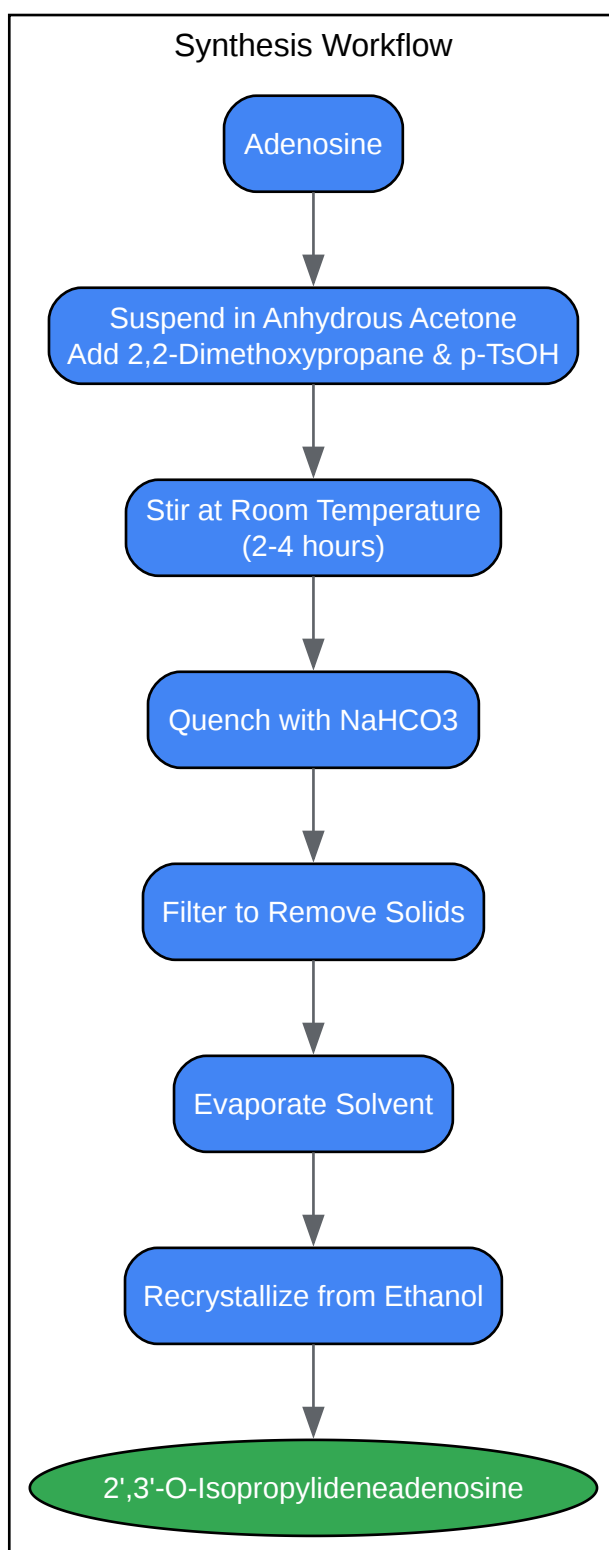 Synthesis Workflow
Adenosine
Suspend in Anhydrous Acetone
Add 2,2-Dimethoxypropane & p-TsOH
Stir at Room Temperature
(2-4 hours)
Quench with NaHCO3
Filter to Remove Solids
Evaporate Solvent
Recrystallize from Ethanol
2',3'-O-Isopropylideneadenosine